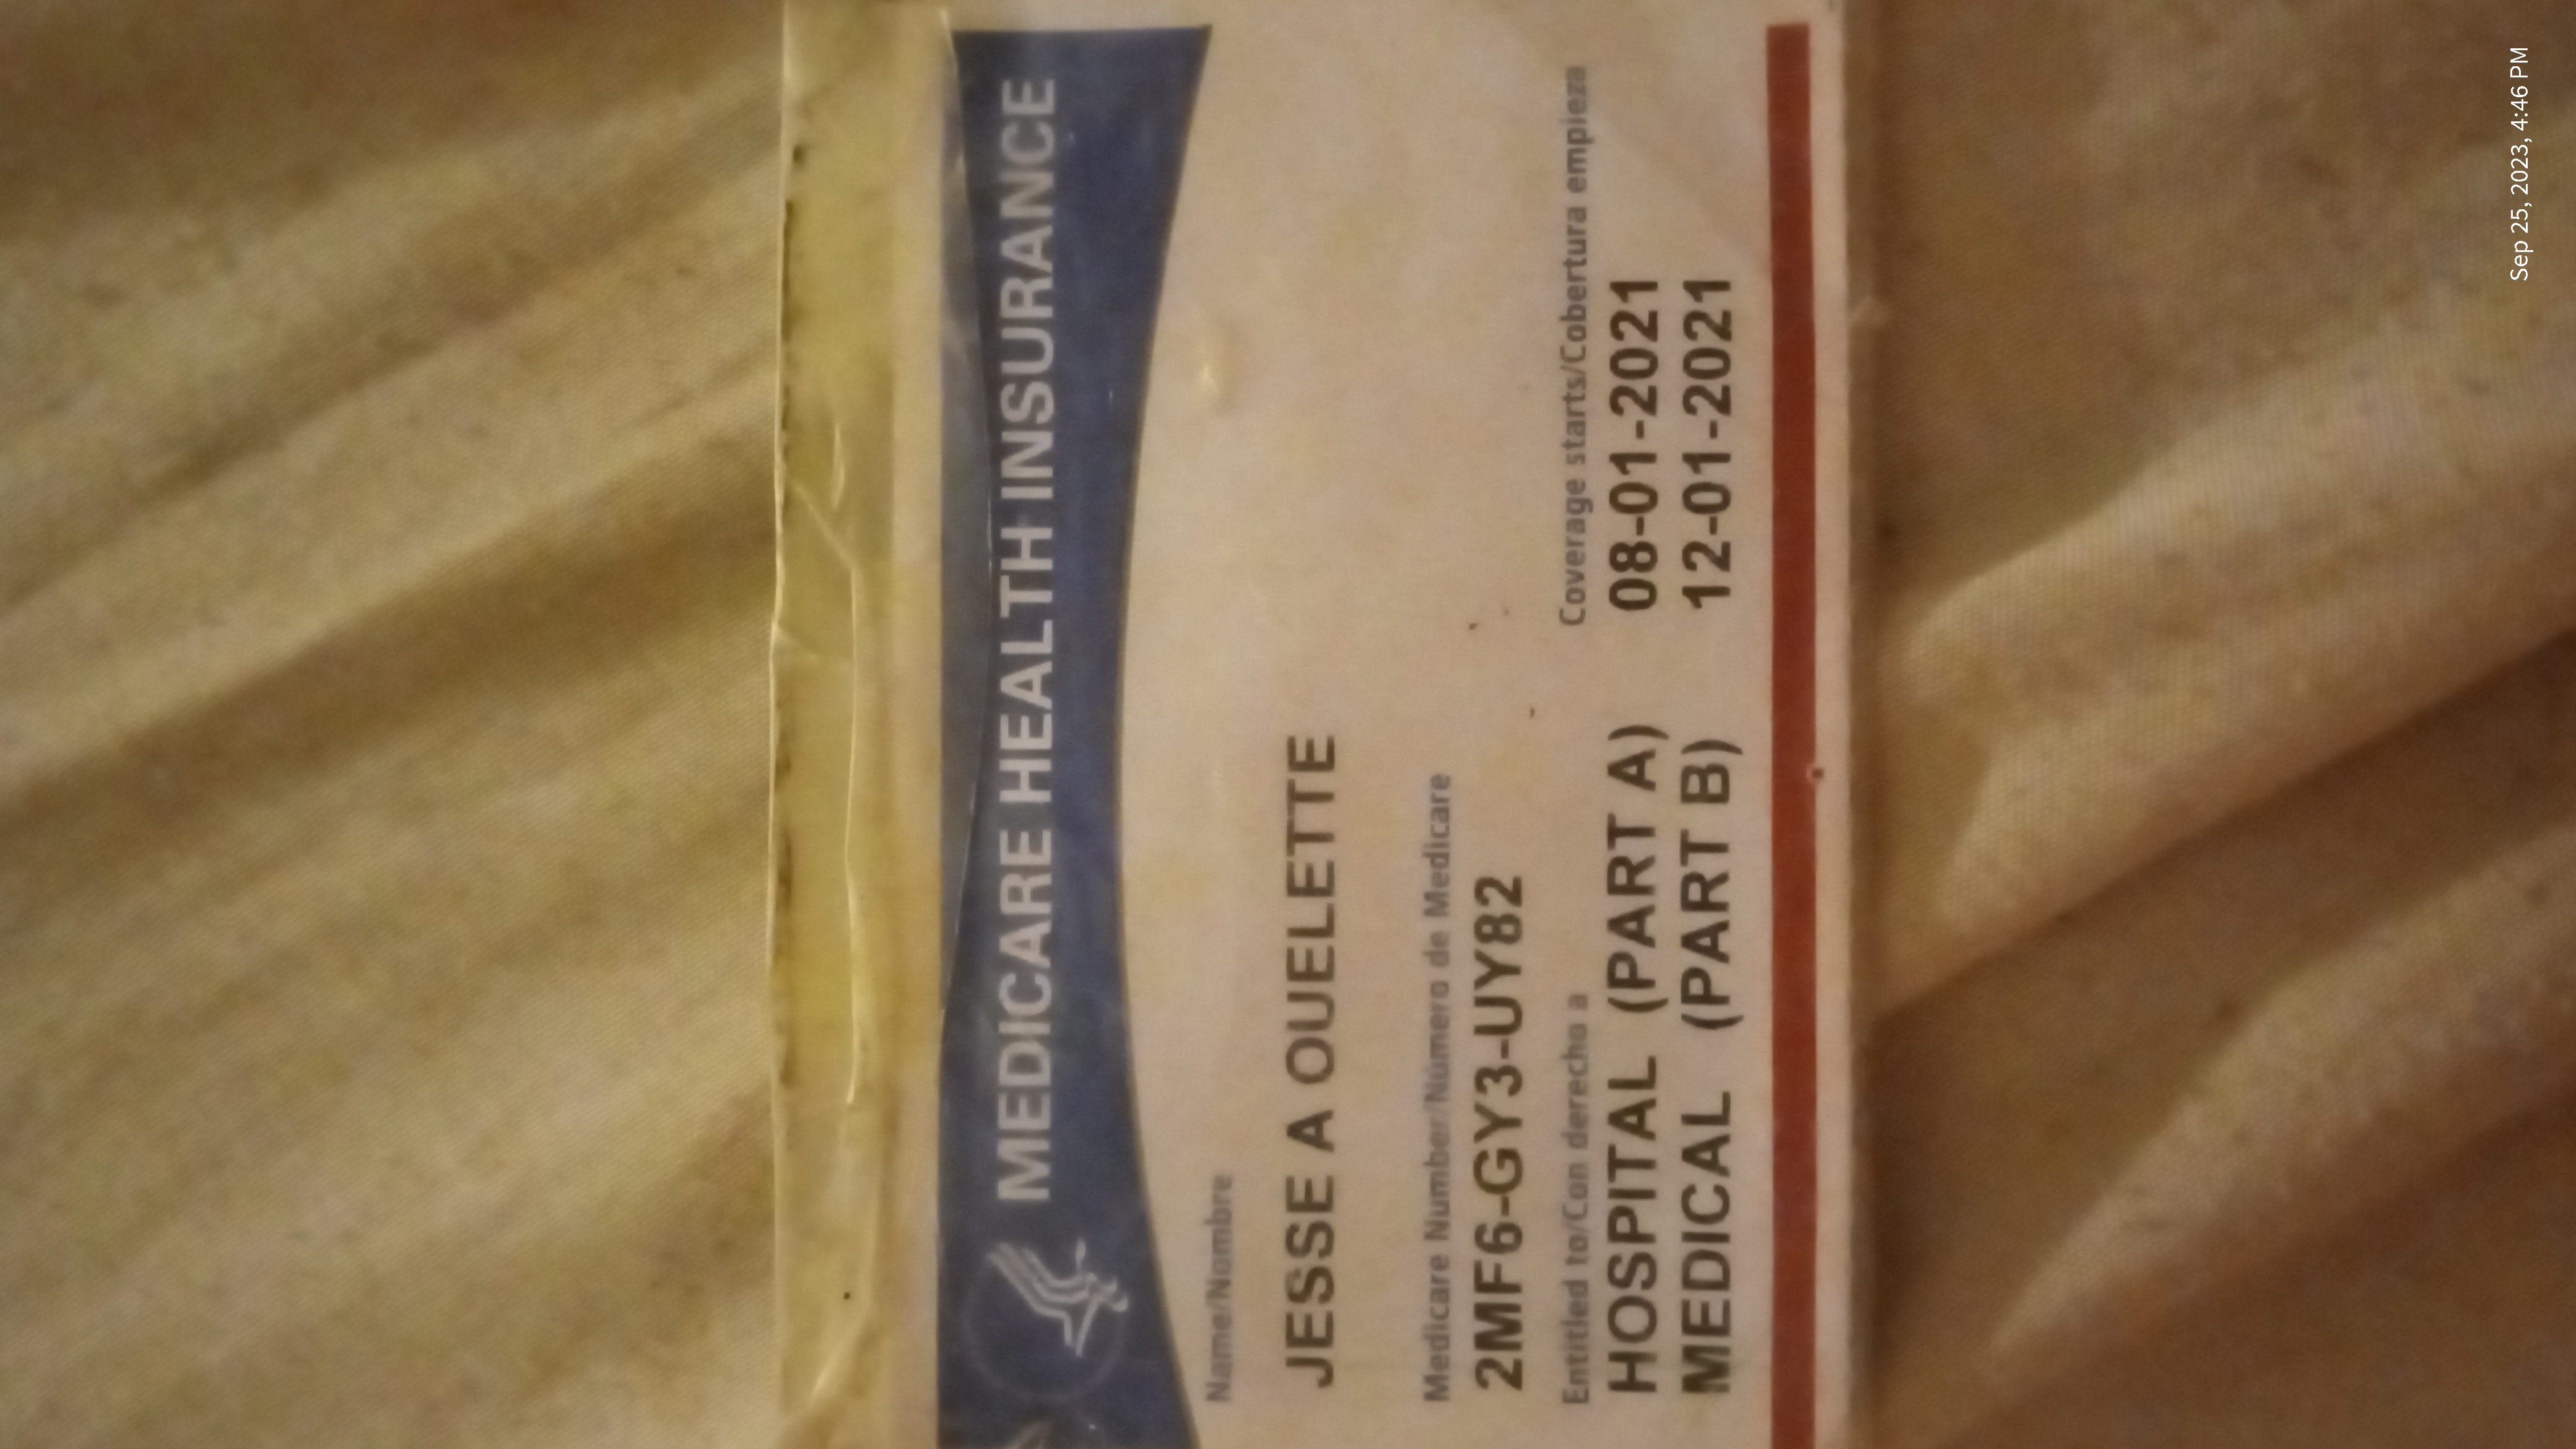 MEDICARE HEALTH INSURANCE
Name/Nombre
JESSE A OUELETTE
Medicare Number/Número de Medicare
2MF6-GY3-UY82
Entitled to/Con derecho a Coverage starts/Cobertura empieza
HOSPITAL (PART A) 08-01-2021
MEDICAL (PART B) 12-01-2021
Sep 25, 2023, 4:46 PM